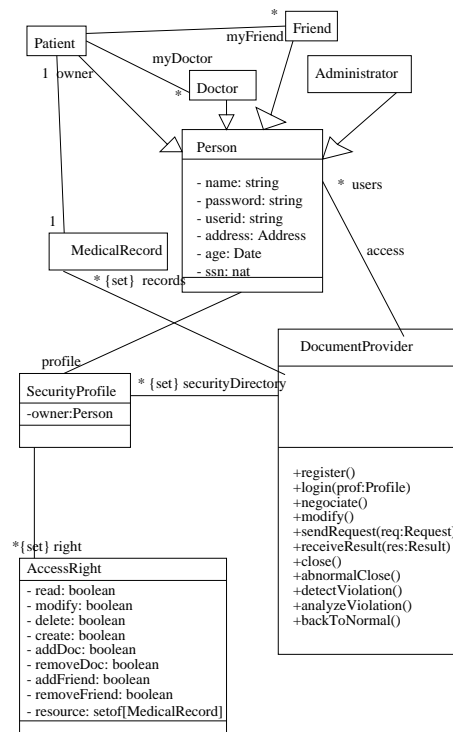 *
Friend
Patient
myFriend
1 owner
myDoctor
*
Doctor
Administrator
Person
- name: string
- password: string
- userid: string
- address: Address
- age: Date
- ssn: nat
* users
access
1
MedicalRecord
* {set} records
DocumentProvider
profile
SecurityProfile
* {set} securityDirectory
-owner:Person
+register()
+login(prof:Profile)
+negociate()
+modify()
+sendRequest(req:Request)
+receiveResult(res:Result)
+close()
+abnormalClose()
+detectViolation()
+analyzeViolation()
+backToNormal()
*{set} right
AccessRight
- read: boolean
- modify: boolean
- delete: boolean
- create: boolean
- addDoc: boolean
- removeDoc: boolean
- addFriend: boolean
- removeFriend: boolean
- resource: setof[MedicalRecord]